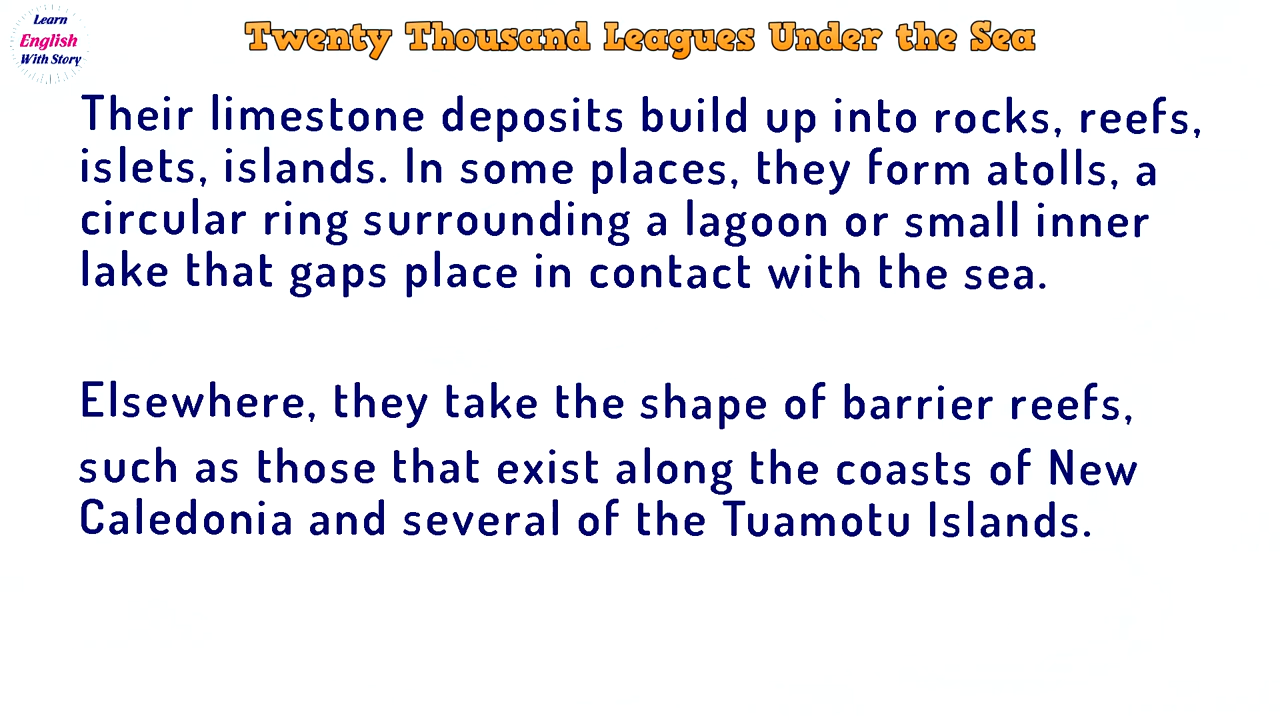 Learn
English
With Story
Twenty Thousand Leagues Under the Sea
Their limestone deposits build up into rocks, reefs,
islets, islands. In some places, they form atolls, a
circular ring surrounding a lagoon or small inner
lake that gaps place in contact with the sea.
Elsewhere, they take the shape of barrier reefs,
such as those that exist along the coasts of New
Caledonia and several of the Tuamotu Islands.